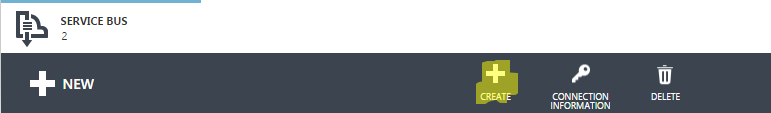 SERVICE BUS
2
NEW
CREATE
CONNECTION
INFORMATION
DELETE